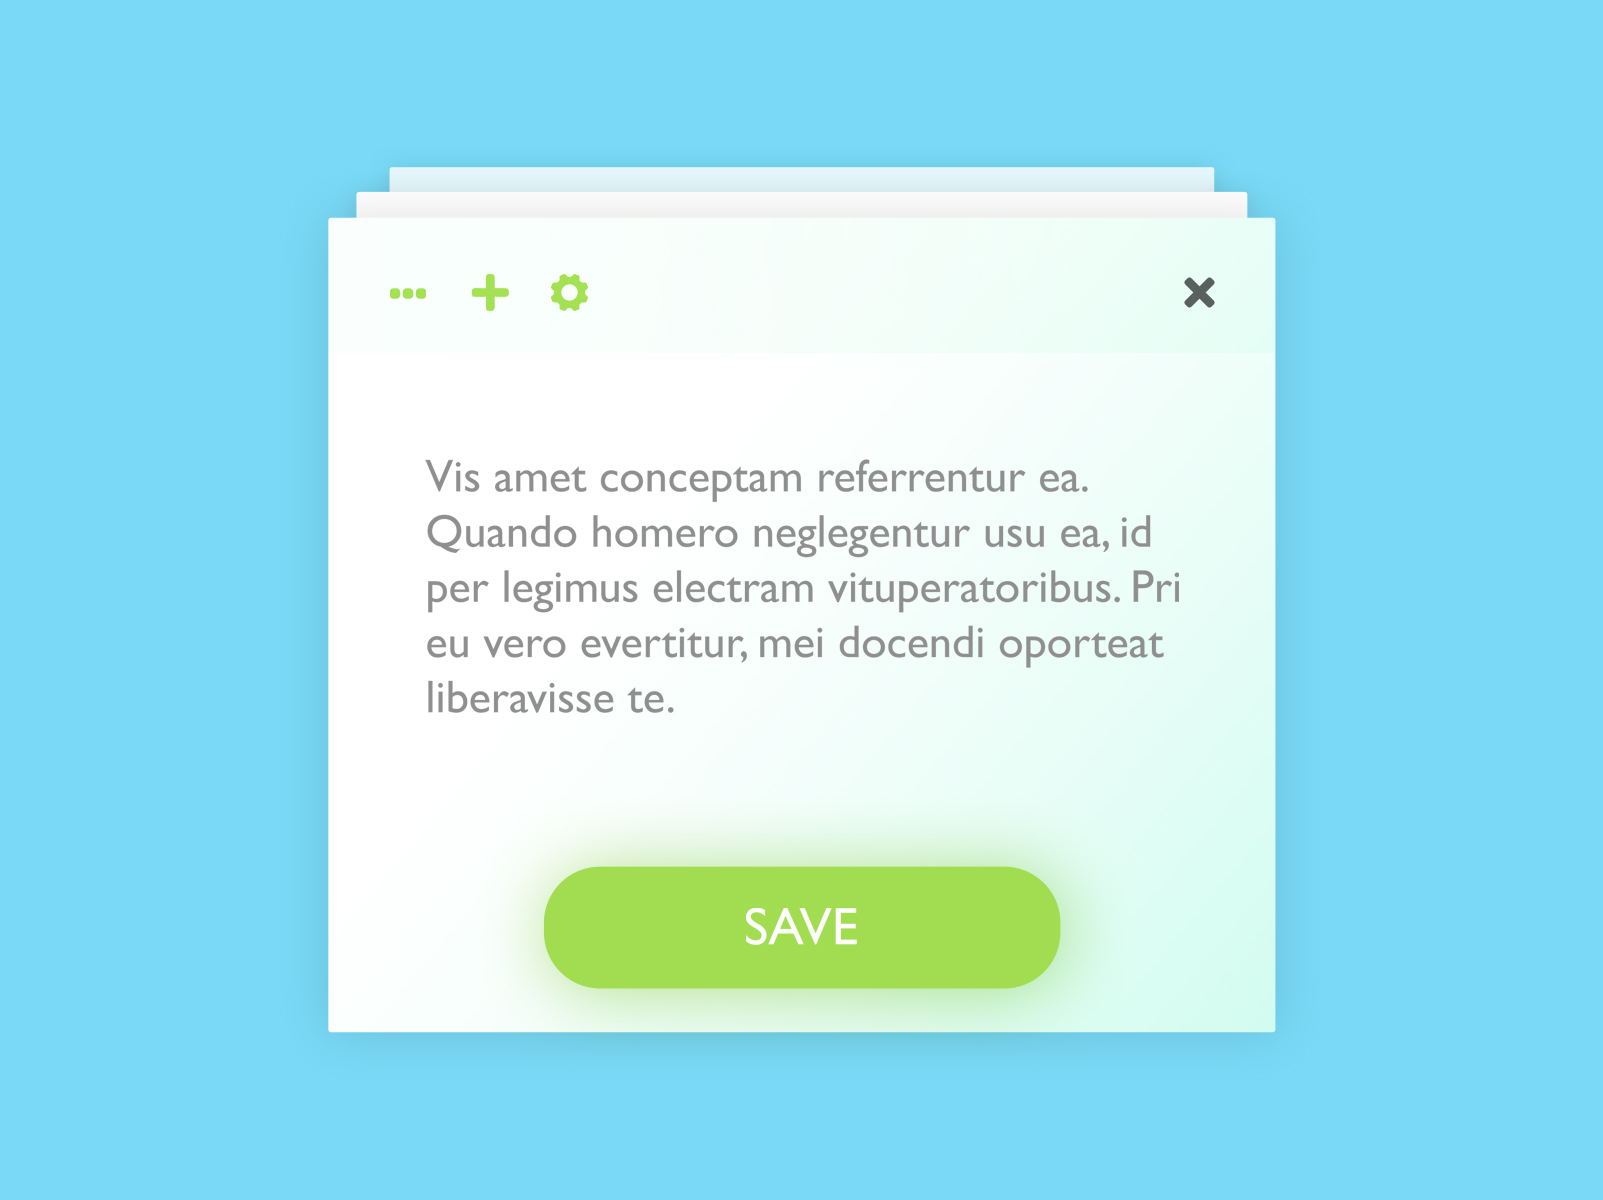 Vis amet conceptam referrentur ea.
Quando homero neglegentur usu ea, id
per legimus electram vituperatoribus. Pri
eu vero evertitur, mei docendi oporteat
liberavisse te.
SAVE